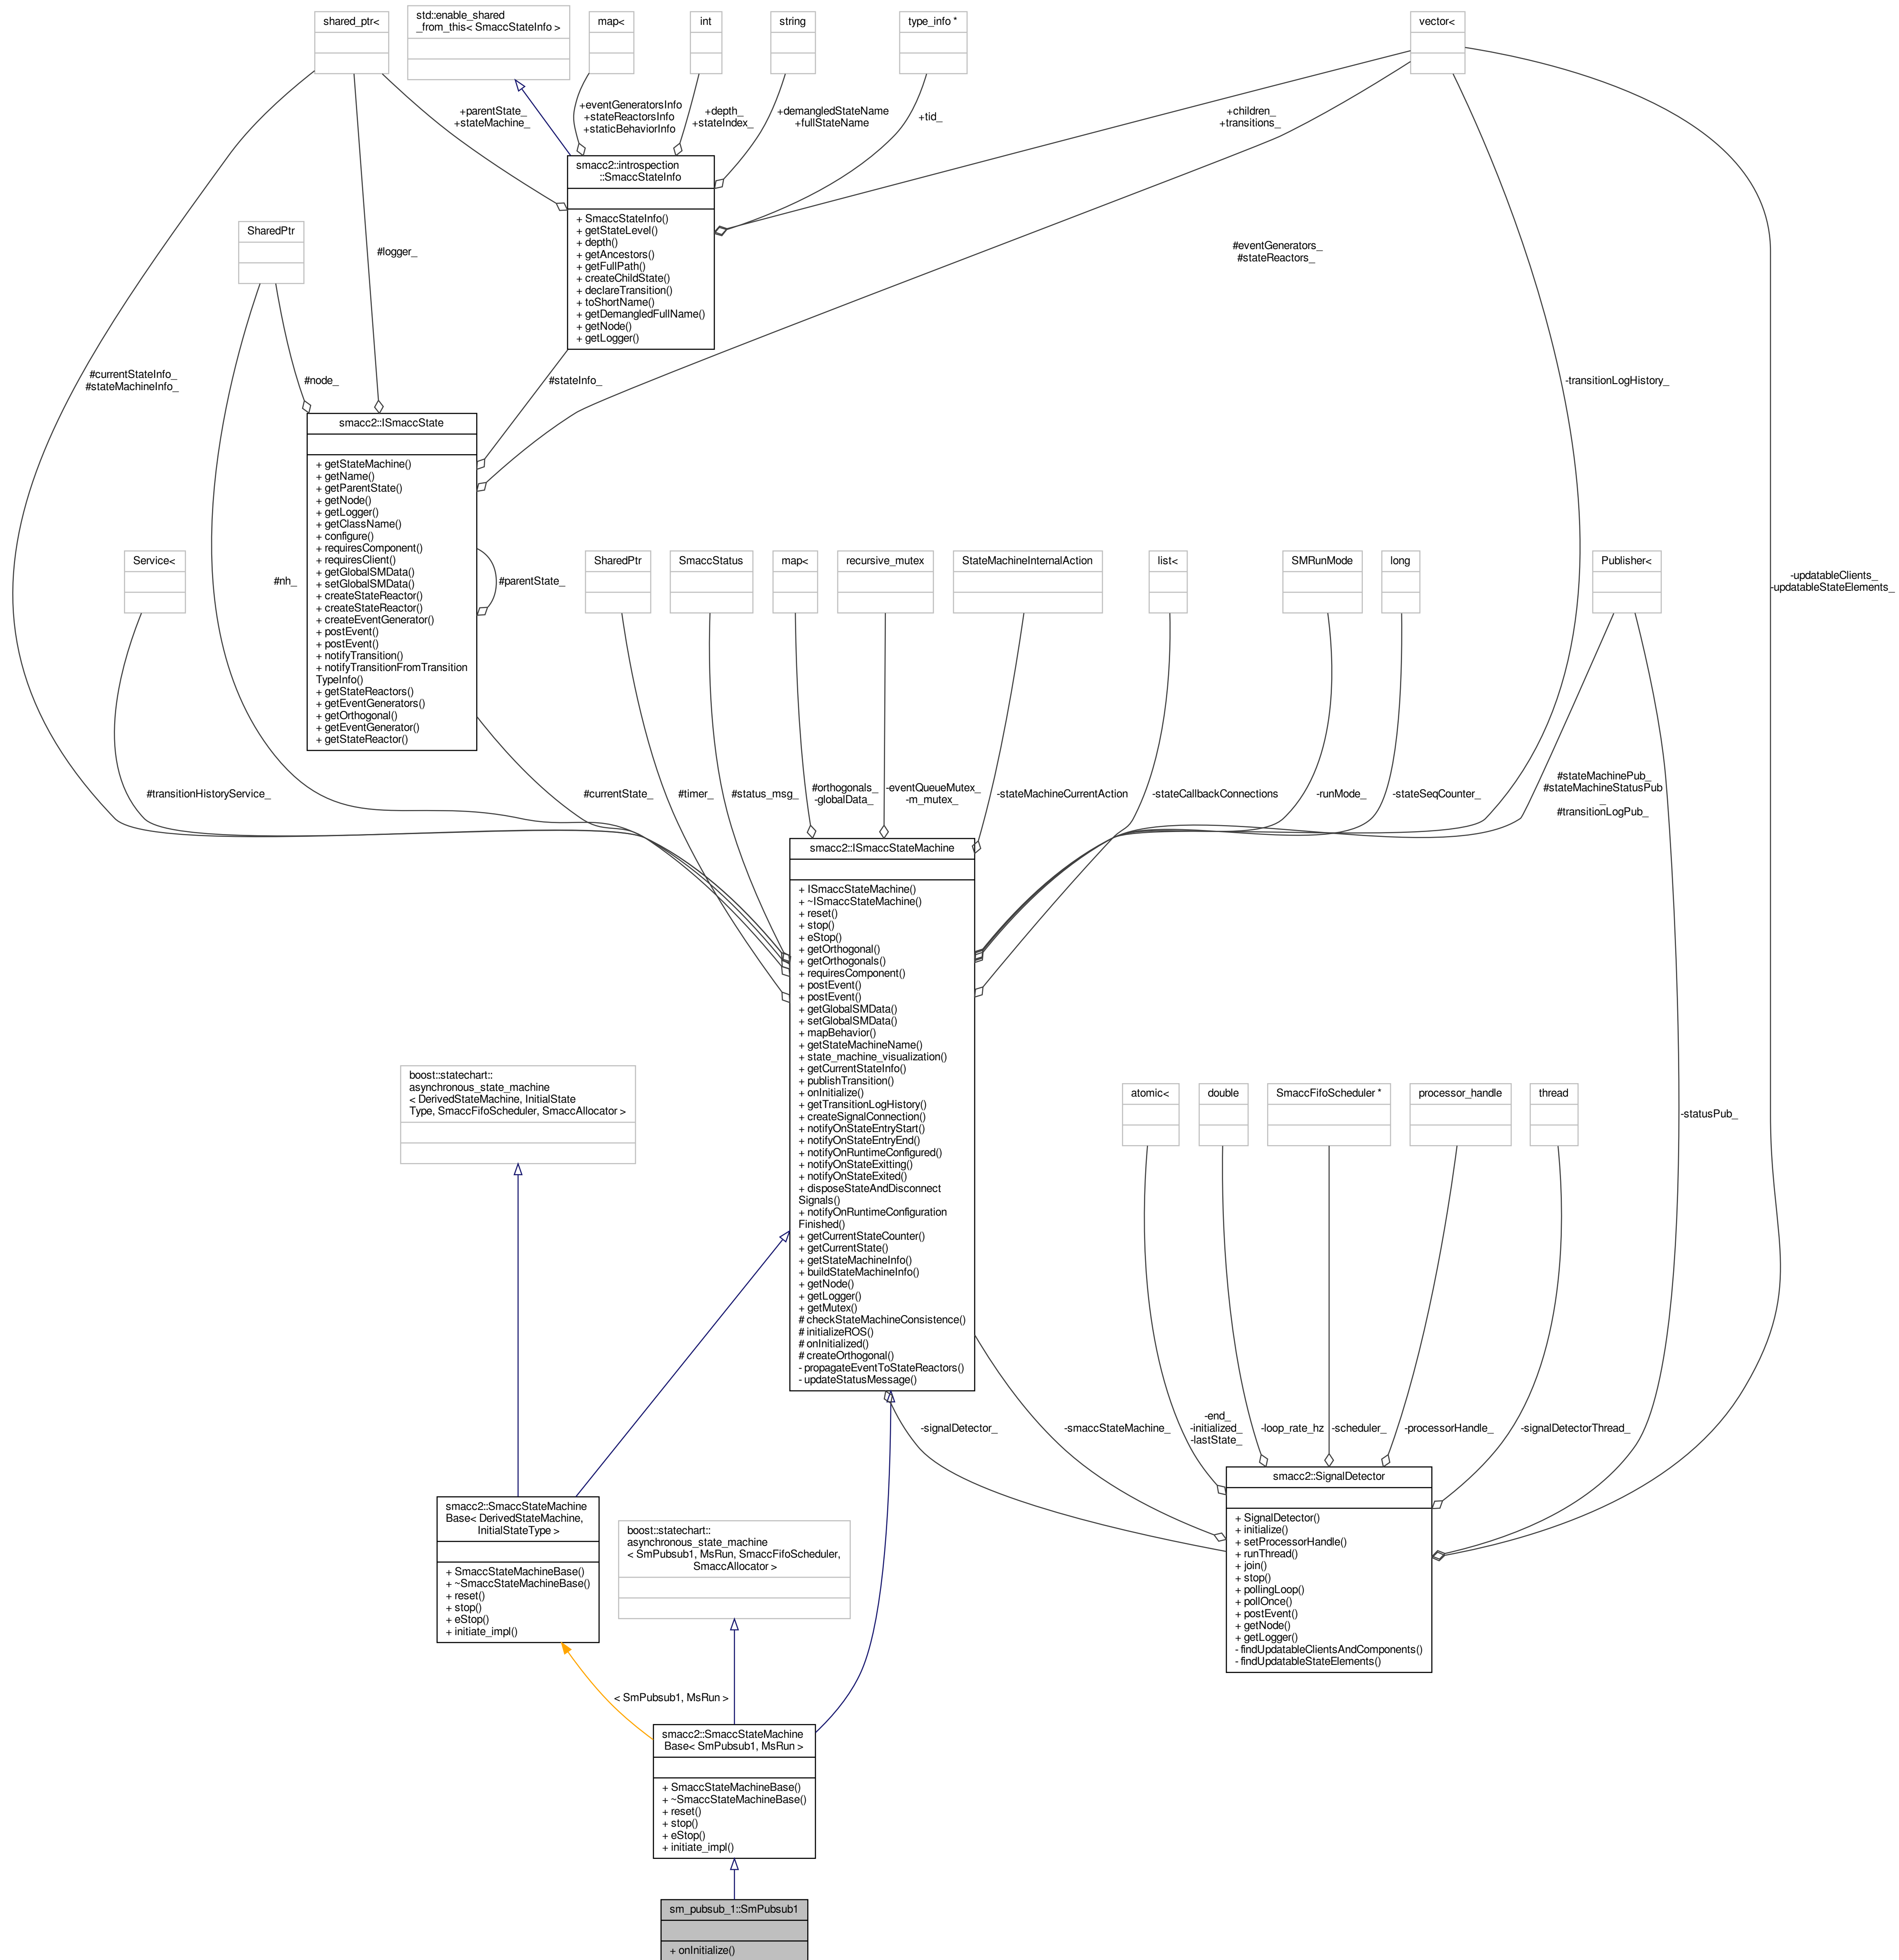 shared_ptr<
std::enable_shared
_from_this< SmaccStateInfo >
map<
int
string
type_info *
vector<
+parentState_
+stateMachine_
+eventGeneratorsInfo
+stateReactorsInfo
+staticBehaviorInfo
+depth_
+stateIndex_
+demangledStateName
+fullStateName
+tid_
+children_
+transitions_
smacc2::introspection
::SmaccStateInfo
+ SmaccStateInfo()
+ getStateLevel()
+ depth()
+ getAncestors()
+ getFullPath()
+ createChildState()
+ declareTransition()
+ toShortName()
+ getDemangledFullName()
+ getNode()
+ getLogger()
SharedPtr
#logger_
#eventGenerators_
#stateReactors_
#currentStateInfo_
#stateMachineInfo_
#node_
#stateInfo_
-transitionLogHistory_
smacc2::ISmaccState
+ getStateMachine()
+ getName()
+ getParentState()
+ getNode()
+ getLogger()
+ getClassName()
+ configure()
+ requiresComponent()
+ requiresClient()
+ getGlobalSMData()
+ setGlobalSMData()
+ createStateReactor()
+ createStateReactor()
+ createEventGenerator()
+ postEvent()
+ postEvent()
+ notifyTransition()
+ notifyTransitionFromTransition
TypeInfo()
+ getStateReactors()
+ getEventGenerators()
+ getOrthogonal()
+ getEventGenerator()
+ getStateReactor()
Service<
#nh_
#parentState_
SharedPtr
SmaccStatus
map<
recursive_mutex
StateMachineInternalAction
list<
SMRunMode
long
Publisher<
-updatableClients_
-updatableStateElements_
#transitionHistoryService_
#currentState_
#timer_
#status_msg_
#orthogonals_
-globalData_
-eventQueueMutex_
-m_mutex_
-stateMachineCurrentAction
-stateCallbackConnections
-runMode_
-stateSeqCounter_
#stateMachinePub_
#stateMachineStatusPub
_
#transitionLogPub_
smacc2::ISmaccStateMachine
+ ISmaccStateMachine()
+ ~ISmaccStateMachine()
+ reset()
+ stop()
+ eStop()
+ getOrthogonal()
+ getOrthogonals()
+ requiresComponent()
+ postEvent()
+ postEvent()
+ getGlobalSMData()
+ setGlobalSMData()
+ mapBehavior()
+ getStateMachineName()
+ state_machine_visualization()
+ getCurrentStateInfo()
+ publishTransition()
+ onInitialize()
+ getTransitionLogHistory()
+ createSignalConnection()
+ notifyOnStateEntryStart()
+ notifyOnStateEntryEnd()
+ notifyOnRuntimeConfigured()
+ notifyOnStateExitting()
+ notifyOnStateExited()
+ disposeStateAndDisconnect
Signals()
+ notifyOnRuntimeConfiguration
Finished()
+ getCurrentStateCounter()
+ getCurrentState()
+ getStateMachineInfo()
+ buildStateMachineInfo()
+ getNode()
+ getLogger()
+ getMutex()
# checkStateMachineConsistence()
# initializeROS()
# onInitialized()
# createOrthogonal()
- propagateEventToStateReactors()
- updateStatusMessage()
boost::statechart::
asynchronous_state_machine
< DerivedStateMachine, InitialState
Type, SmaccFifoScheduler, SmaccAllocator >
atomic<
double
SmaccFifoScheduler *
processor_handle
thread
-statusPub_
-signalDetector_
-smaccStateMachine_
-end_
-initialized_
-lastState_
-loop_rate_hz
-scheduler_
-processorHandle_
-signalDetectorThread_
smacc2::SignalDetector
+ SignalDetector()
+ initialize()
+ setProcessorHandle()
+ runThread()
+ join()
+ stop()
+ pollingLoop()
+ pollOnce()
+ postEvent()
+ getNode()
+ getLogger()
- findUpdatableClientsAndComponents()
- findUpdatableStateElements()
smacc2::SmaccStateMachine
Base< DerivedStateMachine,
InitialStateType >
+ SmaccStateMachineBase()
+ ~SmaccStateMachineBase()
+ reset()
+ stop()
+ eStop()
+ initiate_impl()
boost::statechart::
asynchronous_state_machine
< SmPubsub1, MsRun, SmaccFifoScheduler,
SmaccAllocator >
< SmPubsub1, MsRun >
smacc2::SmaccStateMachine
Base< SmPubsub1, MsRun >
+ SmaccStateMachineBase()
+ ~SmaccStateMachineBase()
+ reset()
+ stop()
+ eStop()
+ initiate_impl()
sm_pubsub_1::SmPubsub1
+ onInitialize()